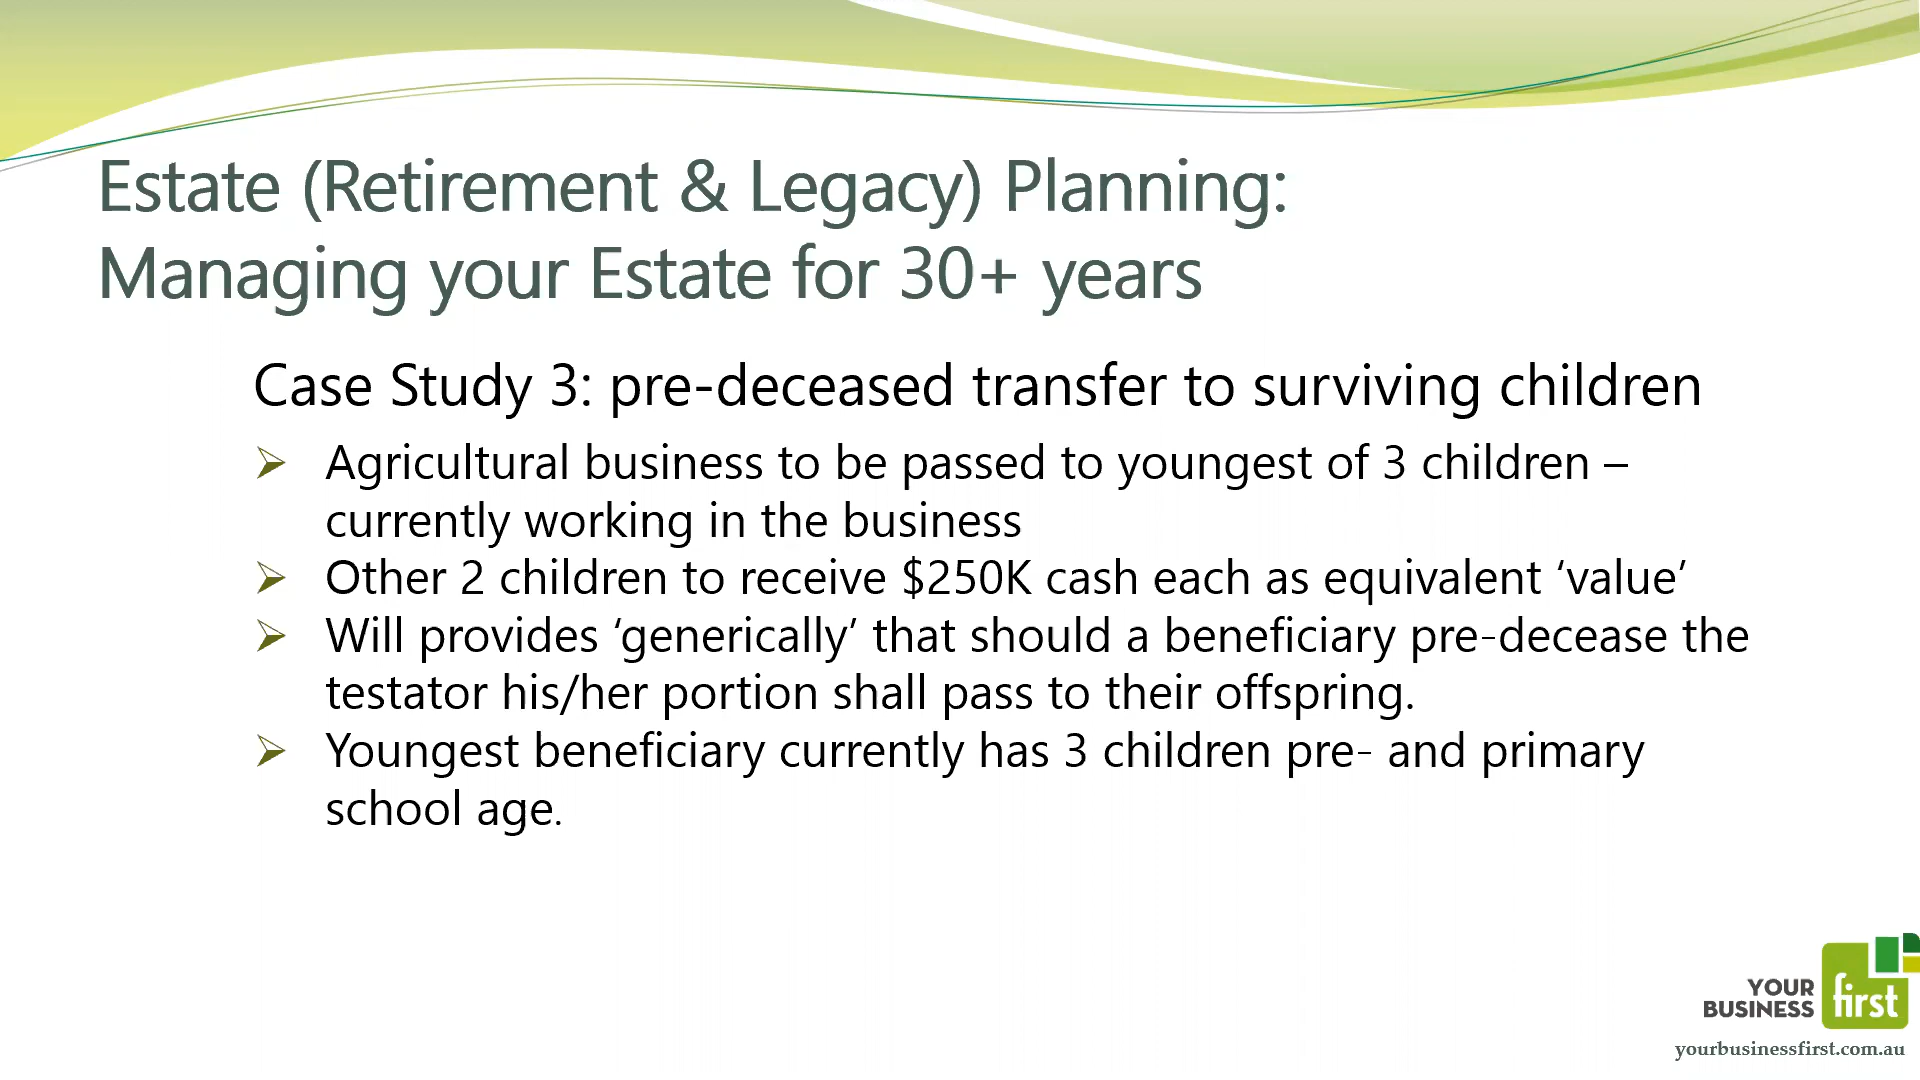 Estate (Retirement & Legacy) Planning:
Managing your Estate for 30+ years
Case Study 3: pre-deceased transfer to surviving children
Agricultural business to be passed to youngest of 3 children –
currently working in the business
Other 2 children to receive $250K cash each as equivalent ‘value’
Will provides ‘generically’ that should a beneficiary pre-decease the
testator his/her portion shall pass to their offspring.
Youngest beneficiary currently has 3 children pre- and primary
school age.
YOUR
BUSINESS
first
yourbusinessfirst.com.au